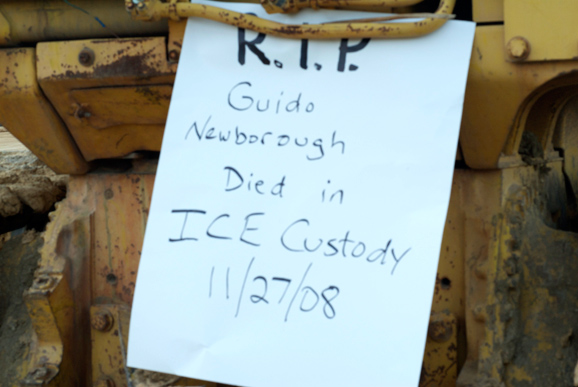 R.I.P.
Guido
Newborough
Died in
ICE Custody
11/27/08